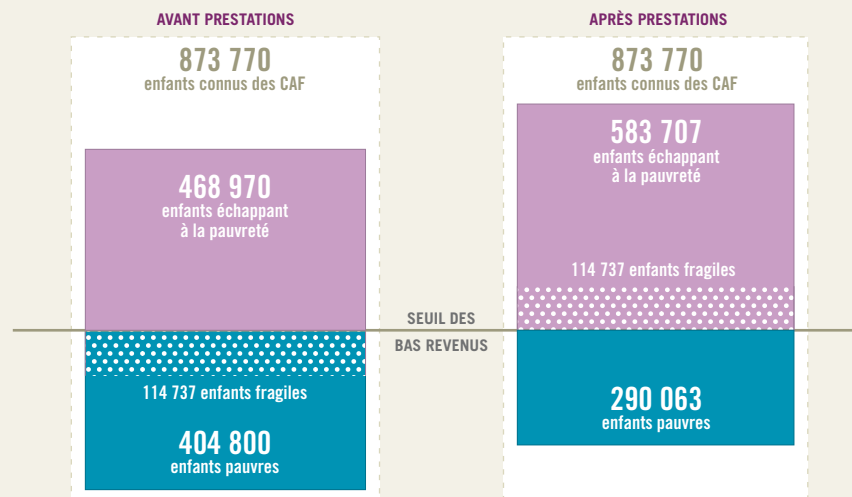 AVANT PRESTATIONS
873 770
enfants connus des CAF
468 970
enfants échappant
à la pauvreté
114 737 enfants fragiles
404 800
enfants pauvres
SEUIL DES
BAS REVENUS
APRÈS PRESTATIONS
873 770
enfants connus des CAF
583 707
enfants échappant
à la pauvreté
114 737 enfants fragiles
290 063
enfants pauvres